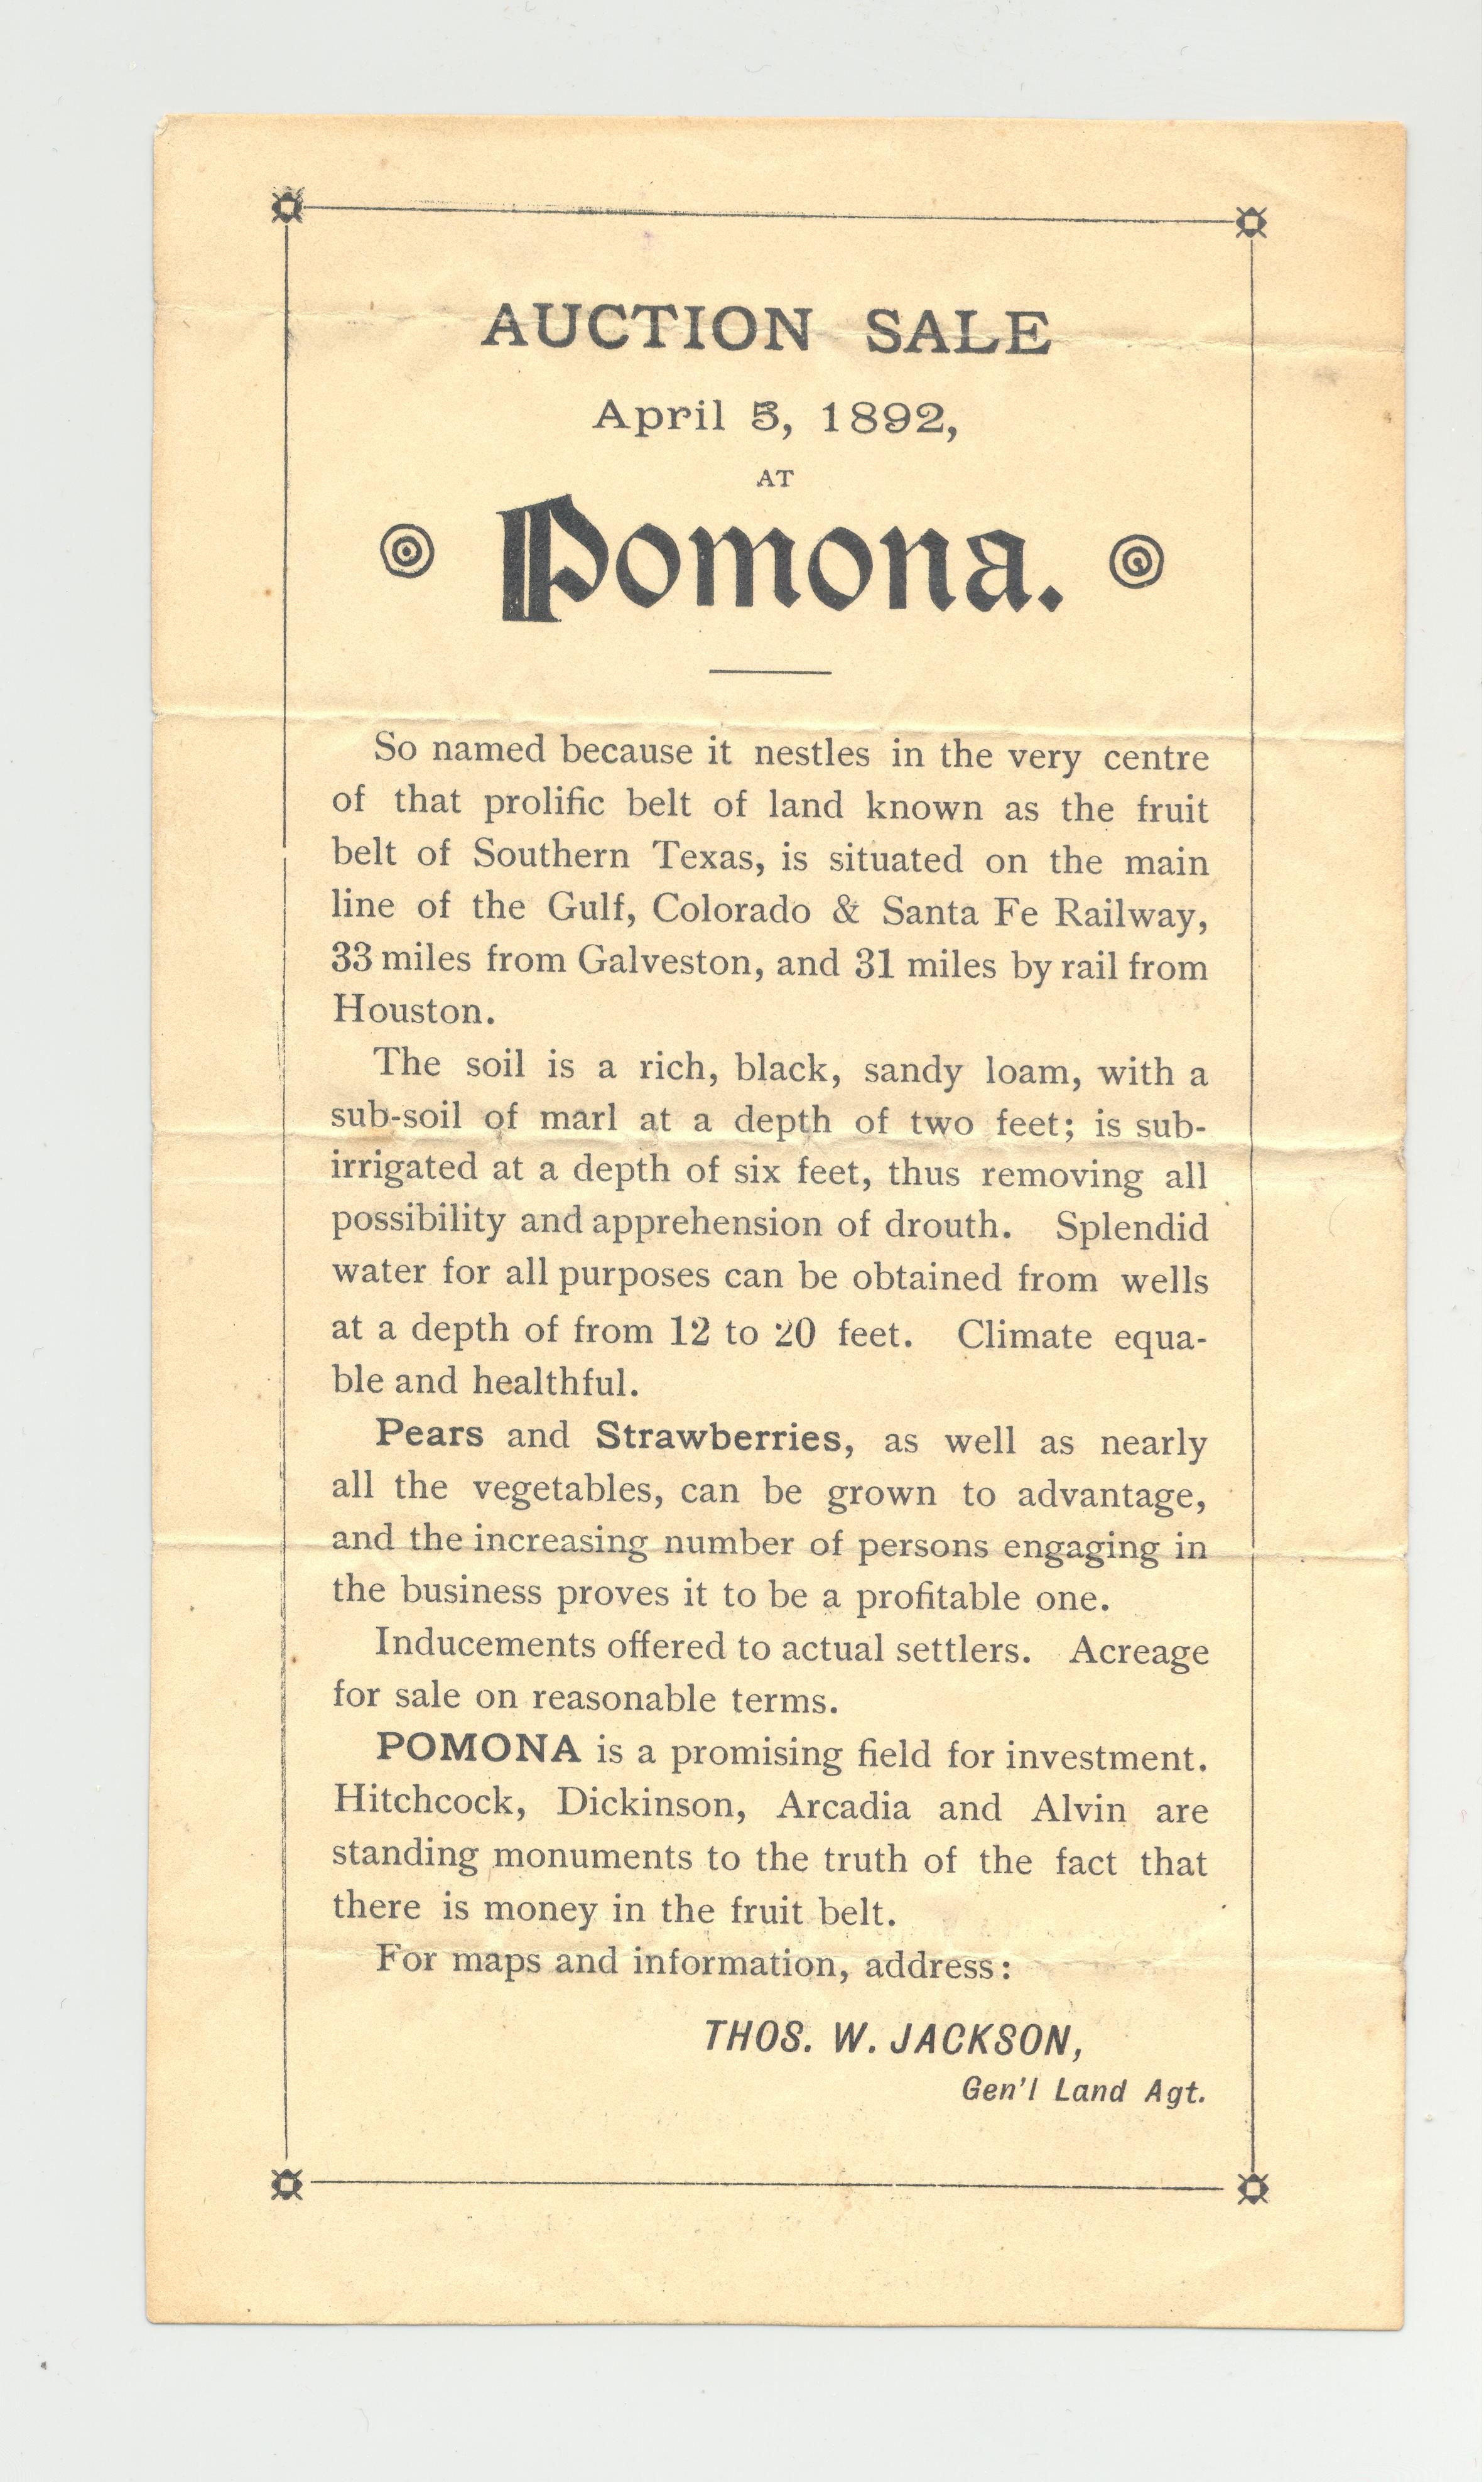 AUCTION SALE
April 5, 1892,
AT
Pomona.
So named because it nestles in the very centre
of that prolific belt of land known as the fruit
belt of Southern Texas, is situated on the main
line of the Gulf, Colorado & Santa Fe Railway,
33 miles from Galveston, and 31 miles by rail from
Houston.
The soil is a rich, black, sandy loam, with a
sub-soil of marl at a depth of two feet; is sub-
irrigated at a depth of six feet, thus removing all
possibility and apprehension of drouth. Splendid
water for all purposes can be obtained from wells
at a depth of from 12 to 20 feet. Climate equa-
ble and healthful.
Pears and Strawberries, as well as nearly
all the vegetables, can be grown to advantage,
and the increasing number of persons engaging in
the business proves it to be a profitable one.
Inducements offered to actual settlers. Acreage
for sale on reasonable terms.
POMONA is a promising field for investment.
Hitchcock, Dickinson, Arcadia and Alvin are
standing monuments to the truth of the fact that
there is money in the fruit belt.
For maps and information, address:
THOS. W. JACKSON,
Gen'l Land Agt.